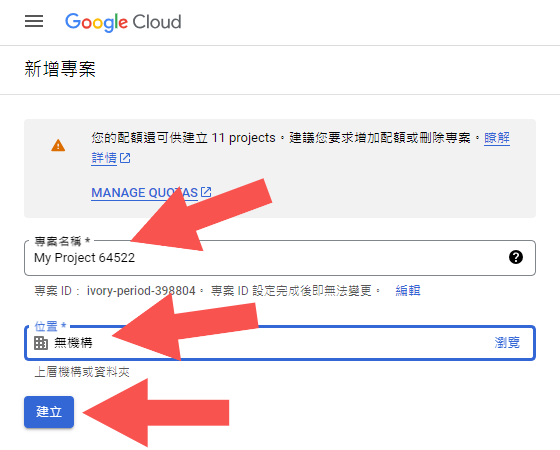 Google Cloud
新增專案
您的配額還可供建立 11 projects。建議您要求增加配額或刪除專案。瞭解
詳情
MANAGE QUOTAS
專案名稱 *
My Project 64522
專案 ID： ivory-period-398804。 專案 ID 設定完成後即無法變更。 編輯
位置 *
無機構 瀏覽
上層機構或資料夾
建立